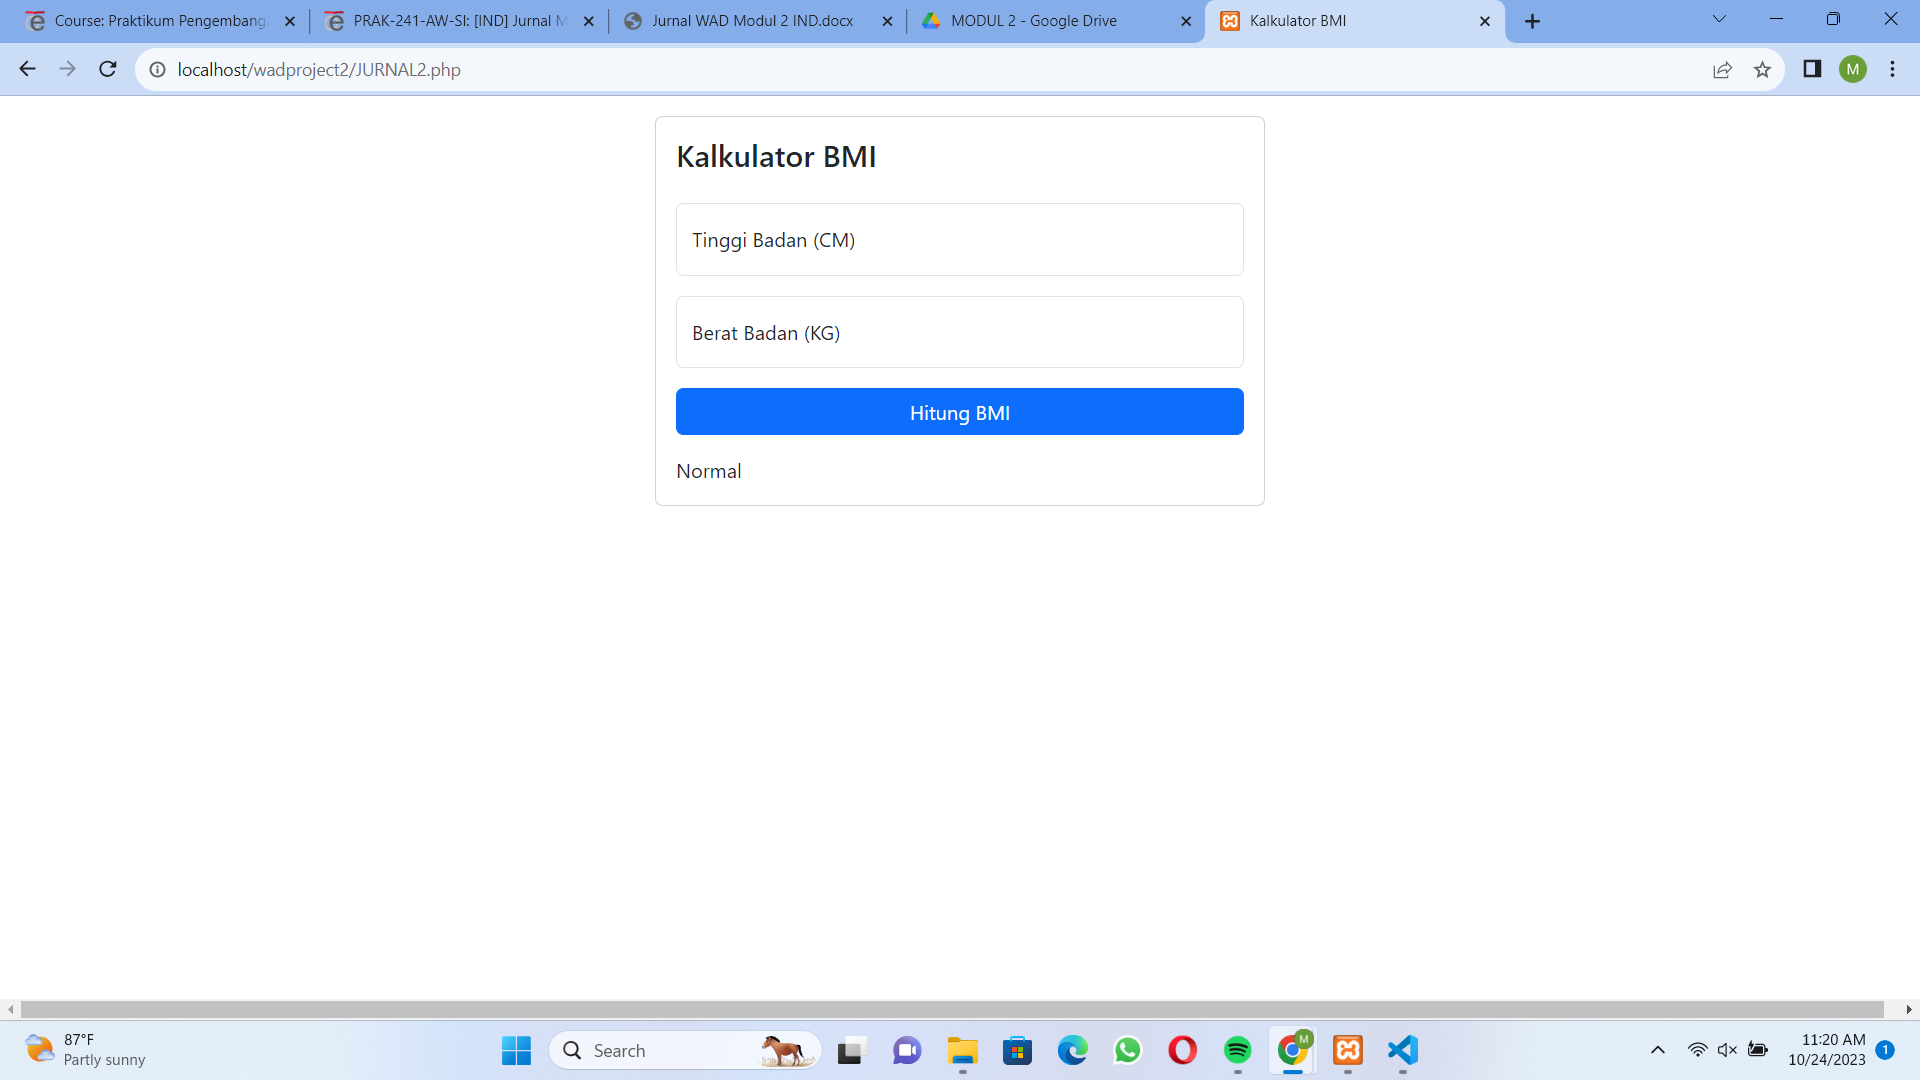 Course: Praktikum Pengembang
PRAK-241-AW-SI: [IND] Jurnal M
Jurnal WAD Modul 2 IND.docx
MODUL 2 - Google Drive
Kalkulator BMI
localhost/wadproject2/JURNAL2.php
M
Kalkulator BMI
Tinggi Badan (CM)
Berat Badan (KG)
Hitung BMI
Normal
87°F
Partly sunny
Search
M
11:20 AM
10/24/2023
1